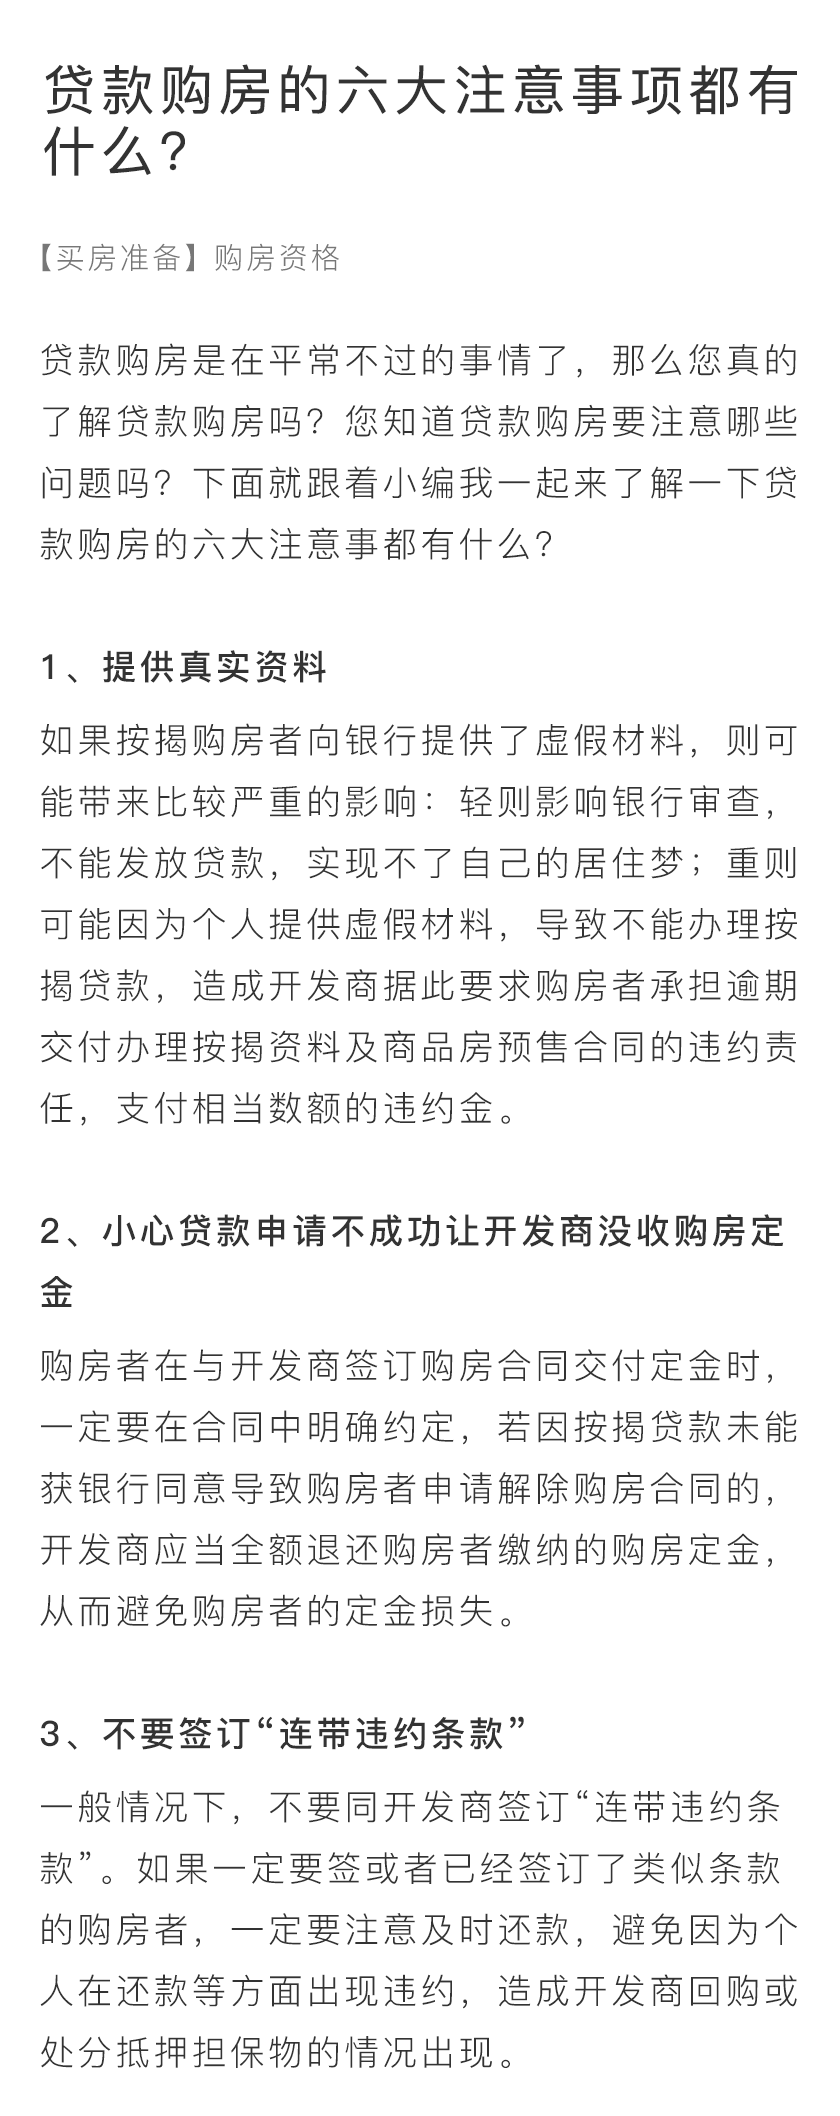 贷款购房的六大注意事项都有
什么？
【买房准备】购房资格
贷款购房是在平常不过的事情了，那么您真的
了解贷款购房吗？您知道贷款购房要注意哪些
问题吗？下面就跟着小编我一起来了解一下贷
款购房的六大注意事都有什么？
1、提供真实资料
如果按揭购房者向银行提供了虚假材料，则可
能带来比较严重的影响：轻则影响银行审查，
不能发放贷款，实现不了自己的居住梦；重则
可能因为个人提供虚假材料，导致不能办理按
揭贷款，造成开发商据此要求购房者承担逾期
交付办理按揭资料及商品房预售合同的违约责
任，支付相当数额的违约金。
2、小心贷款申请不成功让开发商没收购房定
金
购房者在与开发商签订购房合同交付定金时，
一定要在合同中明确约定，若因按揭贷款未能
获银行同意导致购房者申请解除购房合同的，
开发商应当全额退还购房者缴纳的购房定金，
从而避免购房者的定金损失。
3、不要签订“连带违约条款”
一般情况下，不要同开发商签订“连带违约条
款”。如果一定要签或者已经签订了类似条款
的购房者，一定要注意及时还款，避免因为个
人在还款等方面出现违约，造成开发商回购或
处分抵押担保物的情况出现。